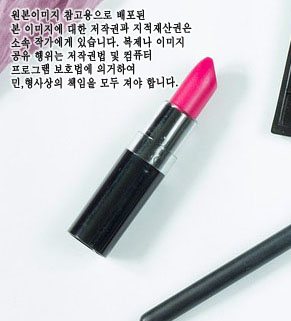 원본이미지 참고용으로 배포된
본 이미지에 대한 저작권과 지적재산권은
소속 작가에게 있습니다. 복제나 이미지
공유 행위는 저작권법 및 컴퓨터
프로그램 보호법에 의거하여
민,형사상의 책임을 모두 져야 합니다.